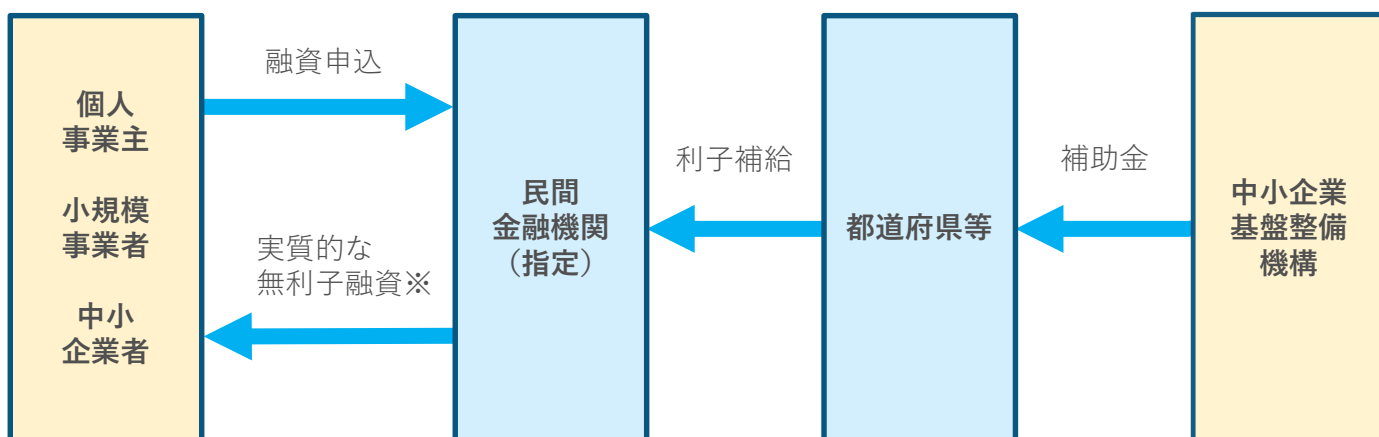 個人
事業主
小規模
事業者
中小
企業者
融資申込
実質的な
無利子融資※
民間
金融機関
（指定）
利子補給
都道府県等
補助金
中小企業
基盤整備
機構